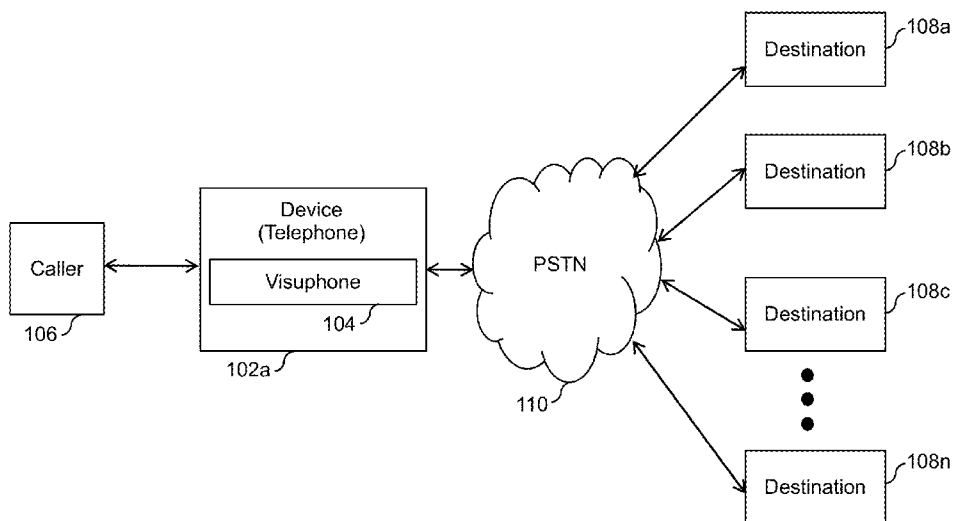 Caller
106
Device
(Telephone)
Visuphone
104
102a
PSTN
110
Destination
108a
Destination
108b
Destination
108c
Destination
108n